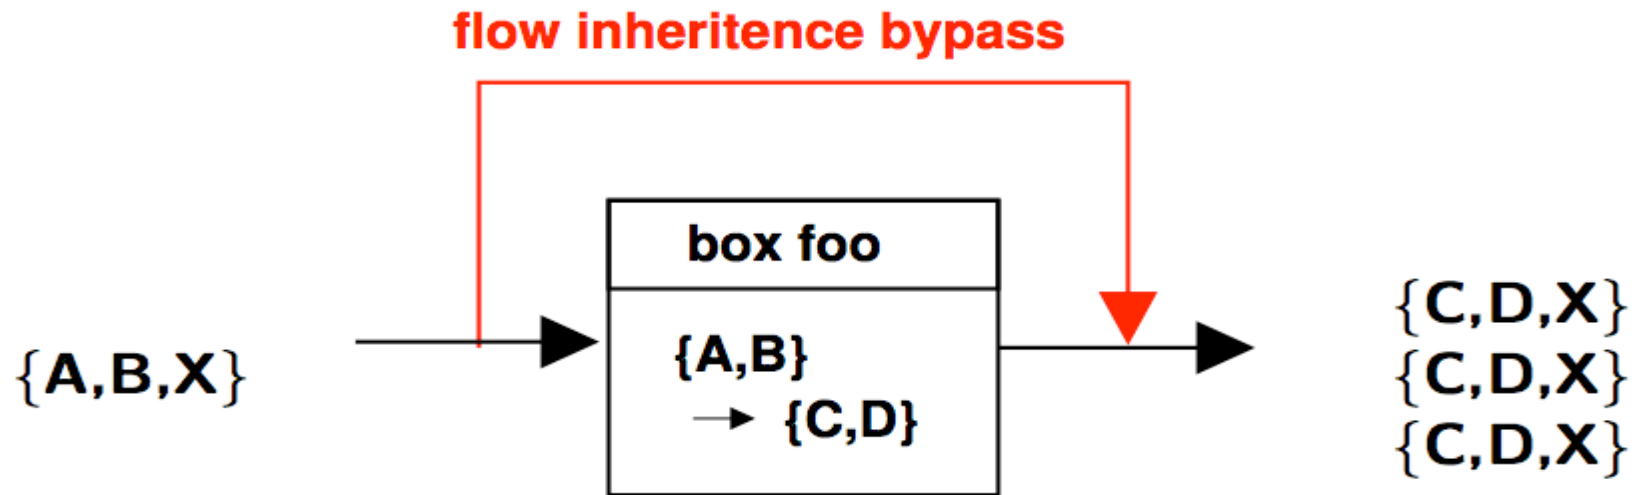 flow inheritence bypass
box foo
{A,B,X}
{A,B}
{C,D}
{C,D,X}
{C,D,X}
{C,D,X}